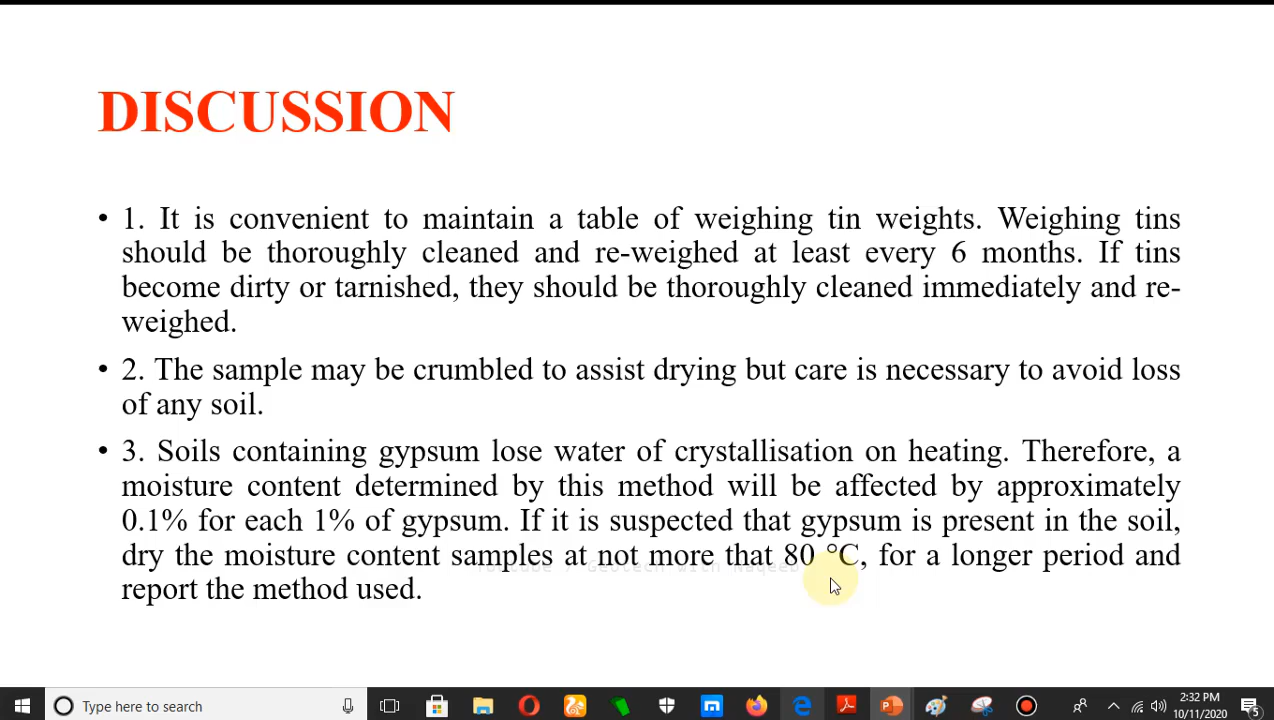 DISCUSSION
• 1. It is convenient to maintain a table of weighing tin weights. Weighing tins
should be thoroughly cleaned and re-weighed at least every 6 months. If tins
become dirty or tarnished, they should be thoroughly cleaned immediately and re-
weighed.
• 2. The sample may be crumbled to assist drying but care is necessary to avoid loss
of any soil.
• 3. Soils containing gypsum lose water of crystallisation on heating. Therefore, a
moisture content determined by this method will be affected by approximately
0.1% for each 1% of gypsum. If it is suspected that gypsum is present in the soil,
dry the moisture content samples at not more that 80 °C, for a longer period and
Youtube / Geotech with Naqeeb
report the method used.
Type here to search
2:32 PM
10/11/2020
5